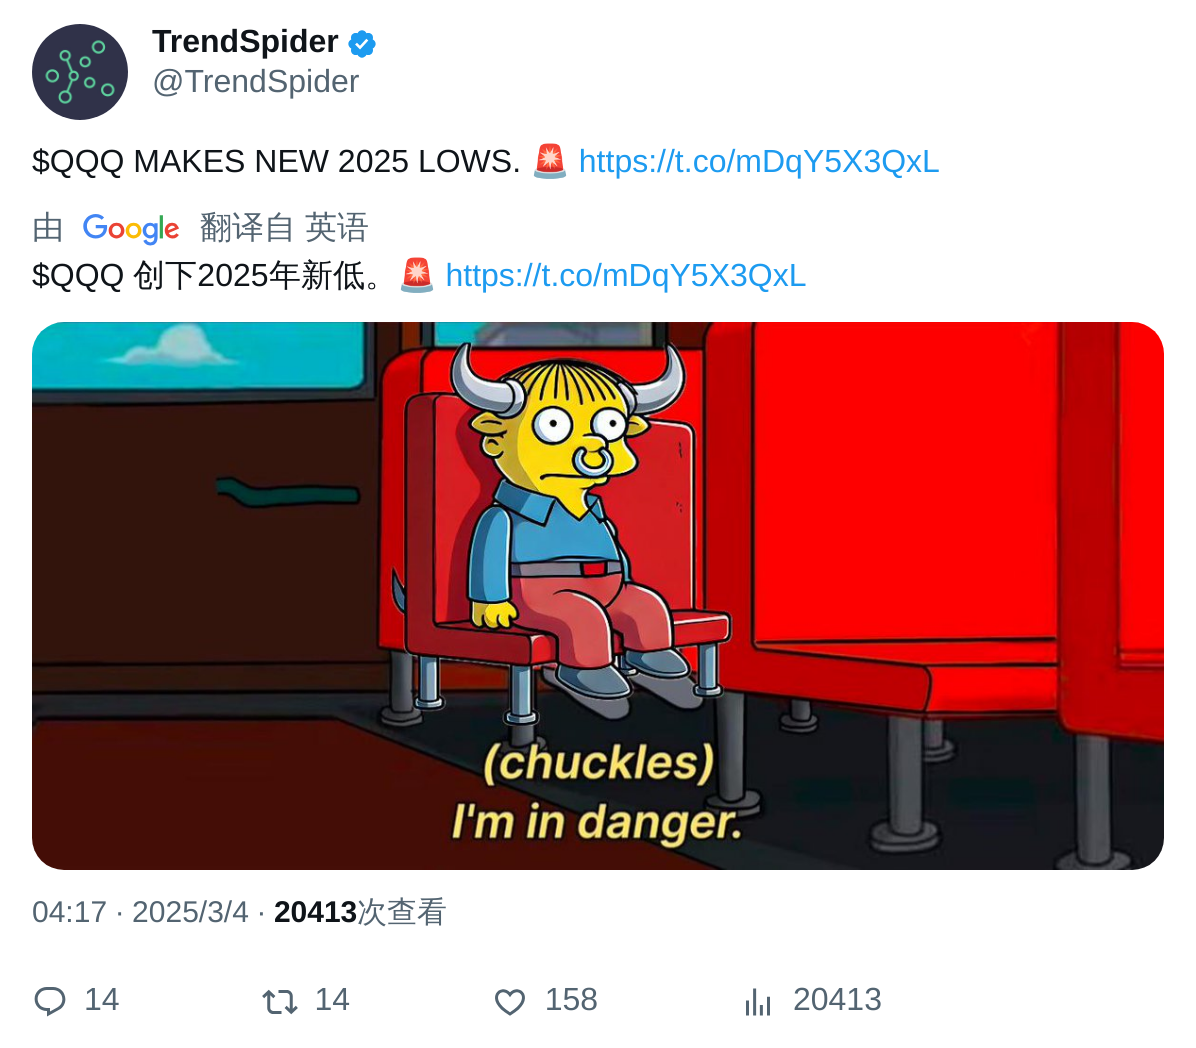 TrendSpider
@TrendSpider
$QQQ MAKES NEW 2025 LOWS. 🚨 https://t.co/mDqY5X3QxL
由 Google 翻译自 英语
$QQQ 创下2025年新低。🚨 https://t.co/mDqY5X3QxL
(chuckles)
I'm in danger.
04:17 · 2025/3/4 · 20413次查看
14 14 158 20413